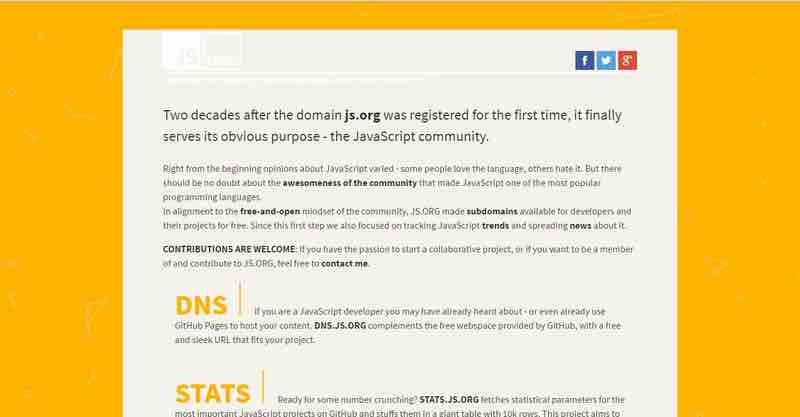 JS
Two decades after the domain js.org was registered for the first time, it finally
serves its obvious purpose - the JavaScript community.
Right from the beginning opinions about JavaScript varied - some people love the language, others hate it. But there
should be no doubt about the awesomeness of the community that made JavaScript one of the most popular
programming languages.
In alignment to the free-and-open mindset of the community, JS.ORG made subdomains available for developers and
their projects for free. Since this first step we also focused on tracking JavaScript trends and spreading news about it.
CONTRIBUTIONS ARE WELCOME: If you have the passion to start a collaborative project, or if you want to be a member
of and contribute to JS.ORG, feel free to contact me.
DNS | If you are a JavaScript developer you may have already heard about - or even already use
GitHub Pages to host your content. DNS.JS.ORG complements the free webspace provided by GitHub, with a free
and sleek URL that fits your project.
STATS | Ready for some number crunching? STATS.JS.ORG fetches statistical parameters for the
most important JavaScript projects on GitHub and stuffs them in a giant table with 10k rows. This project aims to